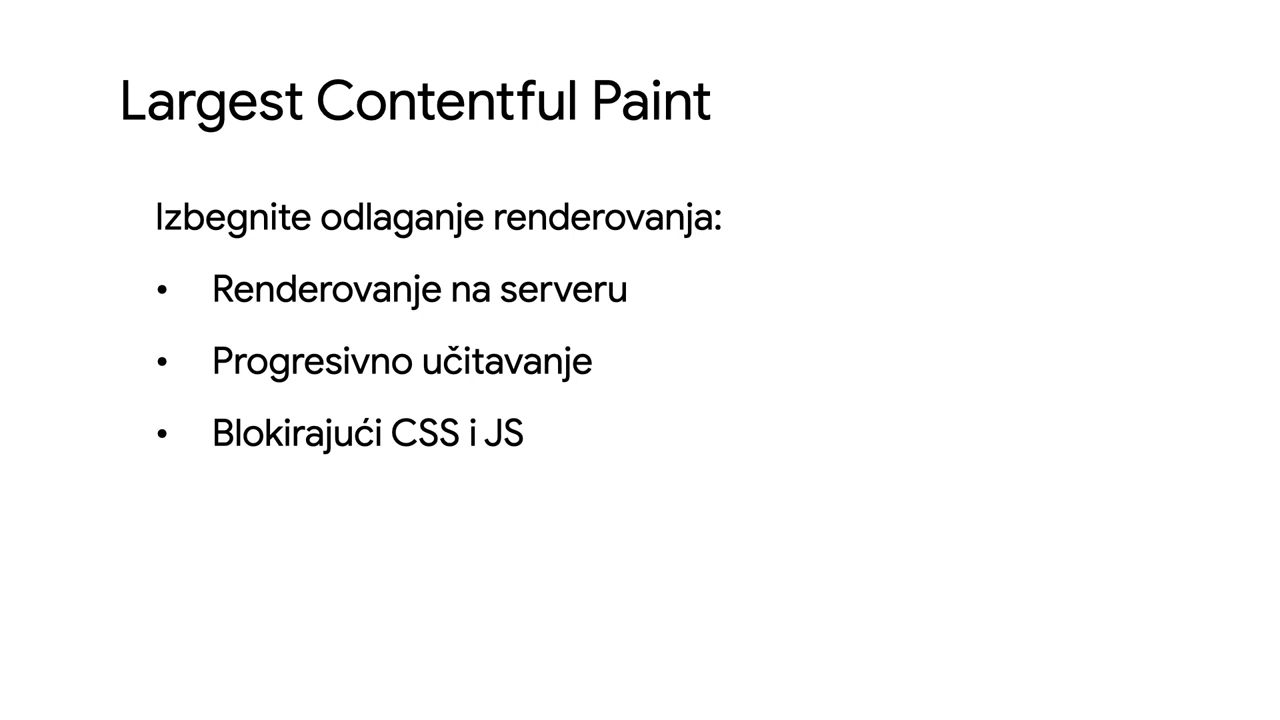 Largest Contentful Paint
Izbegnite odlaganje renderovanja:
• Renderovanje na serveru
• Progresivno učitavanje
• Blokirajući CSS i JS